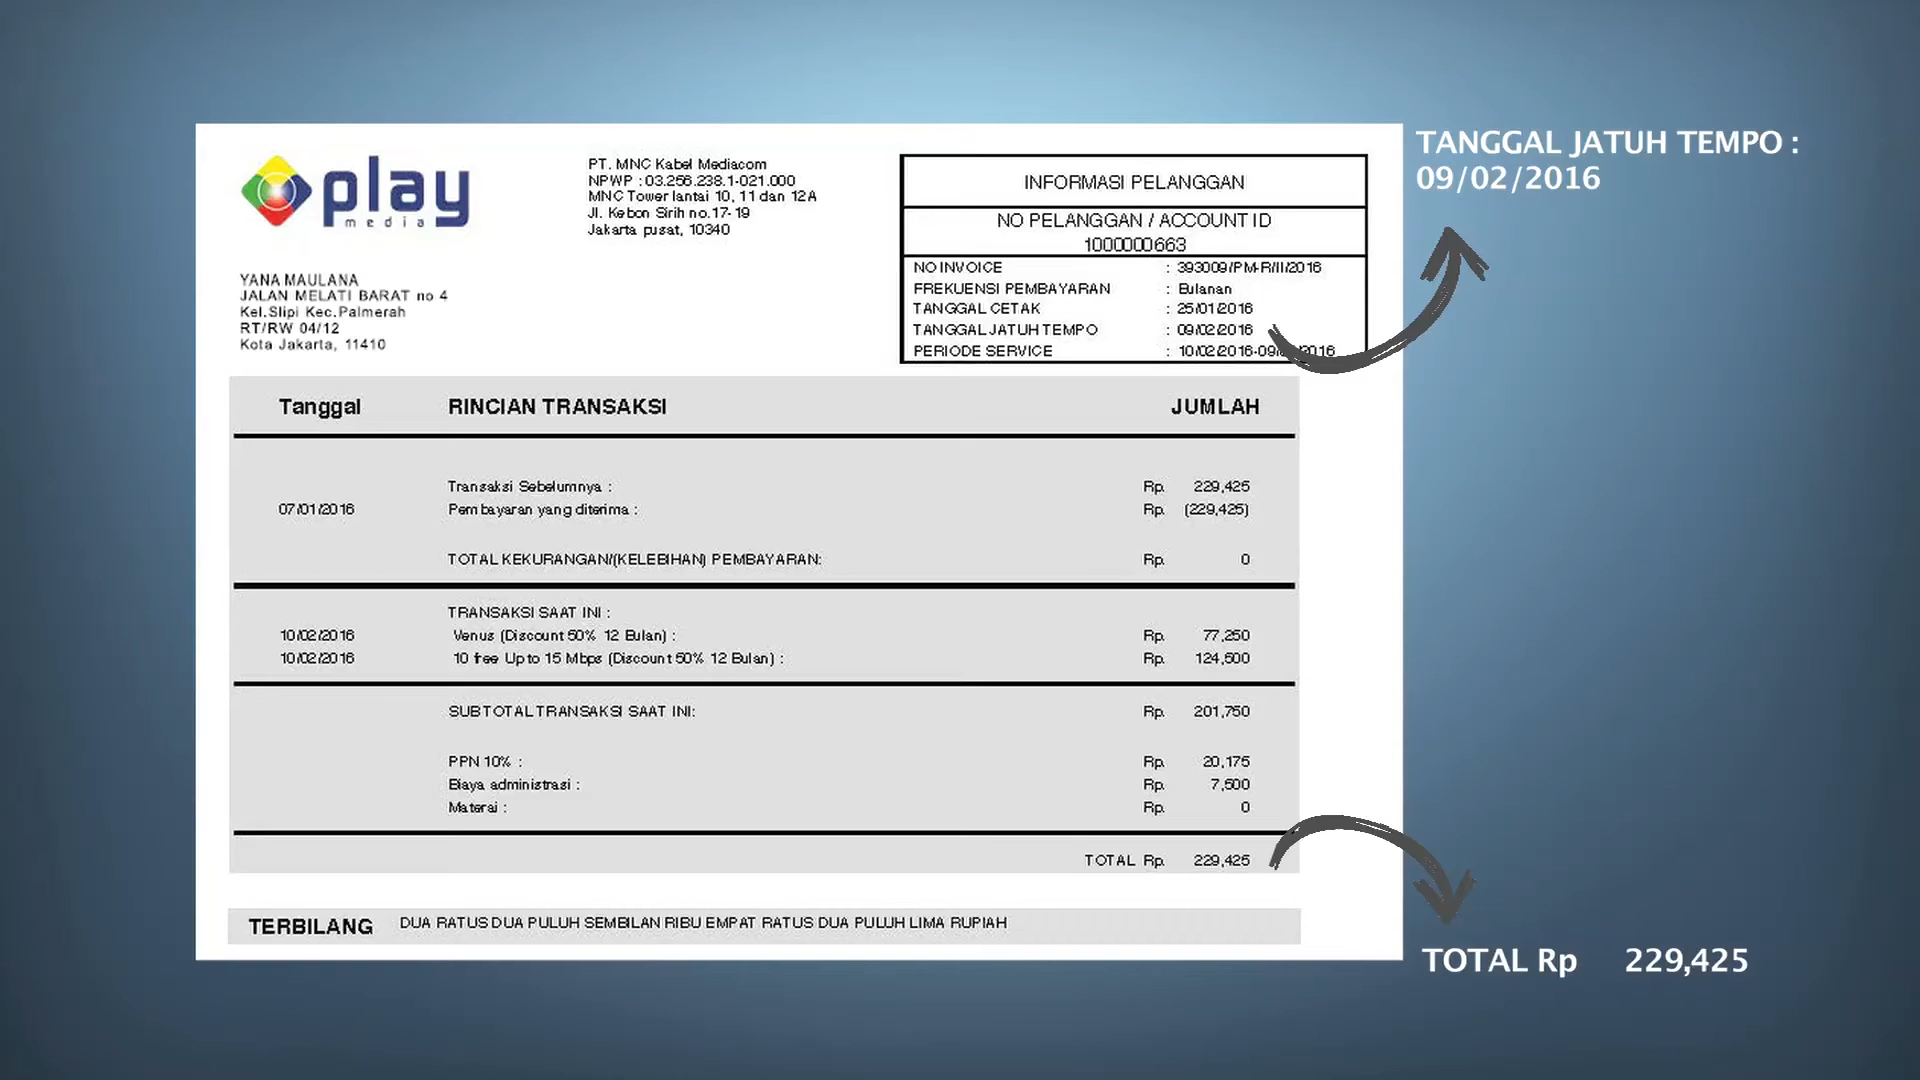 play
media
PT. MNC Kabel Mediacom
NPWP : 03.256.238.1-021.000
MNC Tower lantai 10, 11 dan 12A
Jl. Kebon Sirih no.17-19
Jakarta pusat, 10340
YANA MAULANA
JALAN MELATI BARAT no 4
Kel.Slipi Kec.Palmerah
RT/RW 04/12
Kota Jakarta, 11410
INFORMASI PELANGGAN
NO PELANGGAN / ACCOUNT ID
1000000663
NO INVOICE : 393009/PM-R/II/2016
FREKUENSI PEMBAYARAN : Bulanan
TANGGAL CETAK : 25/01/2016
TANGGAL JATUH TEMPO : 09/02/2016
PERIODE SERVICE : 10/02/2016-09/ /2016
TANGGAL JATUH TEMPO :
09/02/2016
Tanggal RINCIAN TRANSAKSI JUMLAH
Transaksi Sebelumnya : Rp. 229,425
07/01/2016 Pembayaran yang diterima : Rp. (229,425)
TOTAL KEKURANGAN/(KELEBIHAN) PEMBAYARAN: Rp. 0
TRANSAKSI SAAT INI :
10/02/2016 Venus (Discount 50% 12 Bulan) : Rp. 77,250
10/02/2016 10 free Up to 15 Mbps (Discount 50% 12 Bulan) : Rp. 124,500
SUBTOTAL TRANSAKSI SAAT INI: Rp. 201,750
PPN 10% : Rp. 20,175
Biaya administrasi : Rp. 7,500
Materai : Rp. 0
TOTAL Rp. 229,425
TERBILANG DUA RATUS DUA PULUH SEMBILAN RIBU EMPAT RATUS DUA PULUH LIMA RUPIAH
TOTAL Rp 229,425